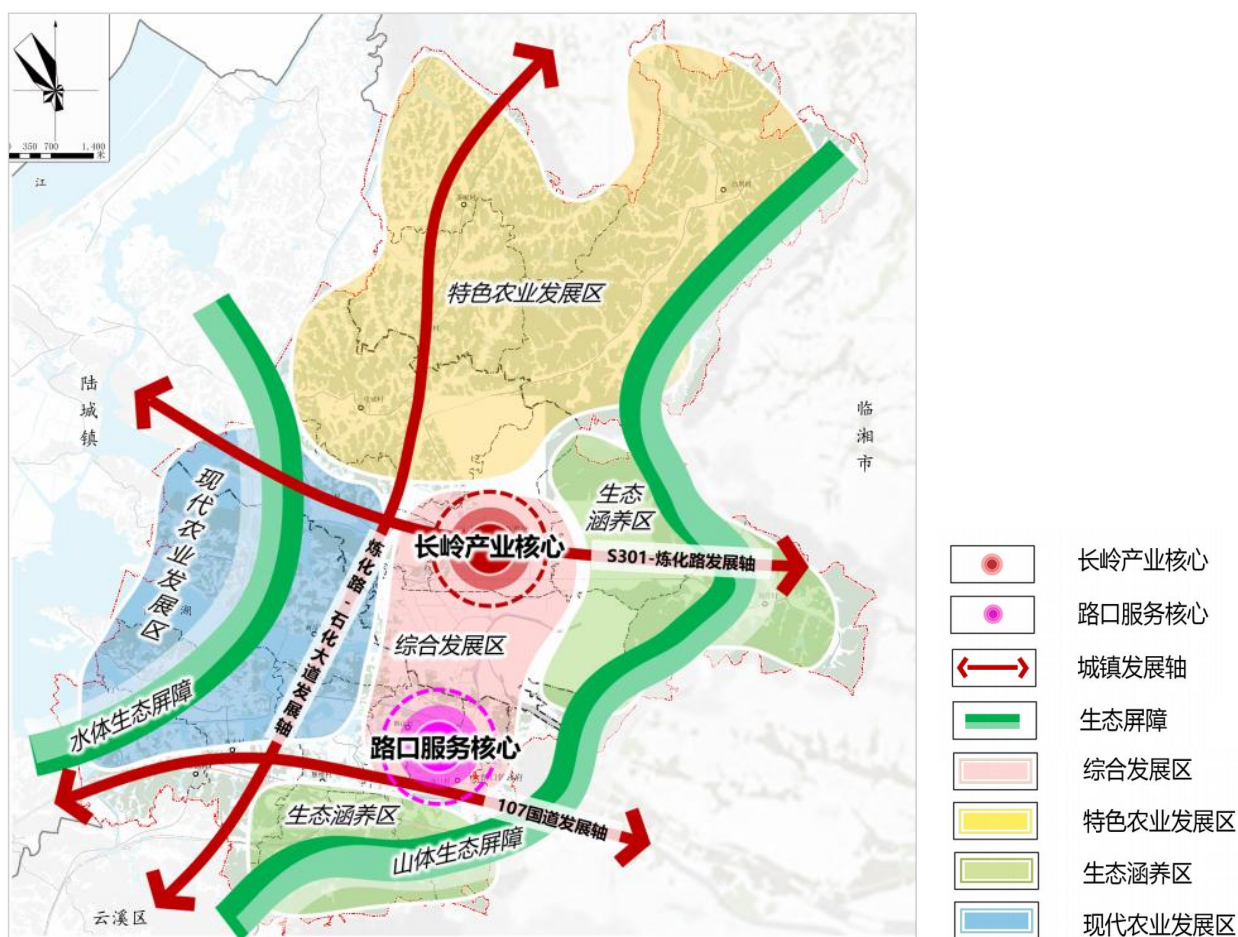 0 350 700 1,400
米
江
特色农业发展区
陆城镇
临湘市
现代农业发展区
生态
涵养区
长岭产业核心
S301-炼化路发展轴
炼化路-石化大道发展轴
综合发展区
水体生态屏障
湖
路口服务核心
生态涵养区
107国道发展轴
山体生态屏障
云溪区
长岭产业核心
路口服务核心
城镇发展轴
生态屏障
综合发展区
特色农业发展区
生态涵养区
现代农业发展区